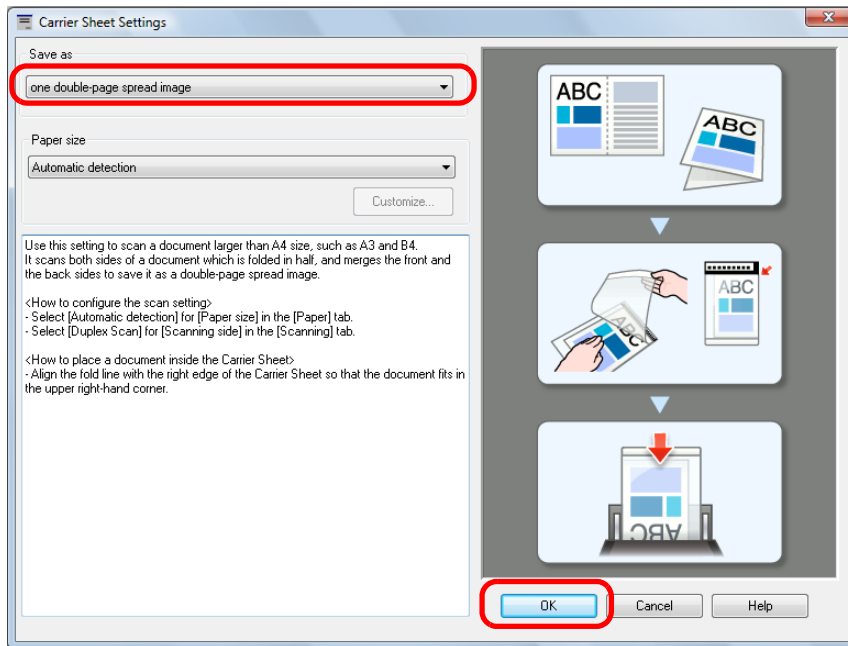 Carrier Sheet Settings
Save as
one double-page spread image
Paper size
Automatic detection
Customize...
Use this setting to scan a document larger than A4 size, such as A3 and B4.
It scans both sides of a document which is folded in half, and merges the front and
the back sides to save it as a double-page spread image.
<How to configure the scan setting>
- Select [Automatic detection] for [Paper size] in the [Paper] tab.
- Select [Duplex Scan] for [Scanning side] in the [Scanning] tab.
<How to place a document inside the Carrier Sheet>
- Align the fold line with the right edge of the Carrier Sheet so that the document fits in
the upper right-hand corner.
ABC
ABC
ABC
ABC
ABC
OK
Cancel
Help